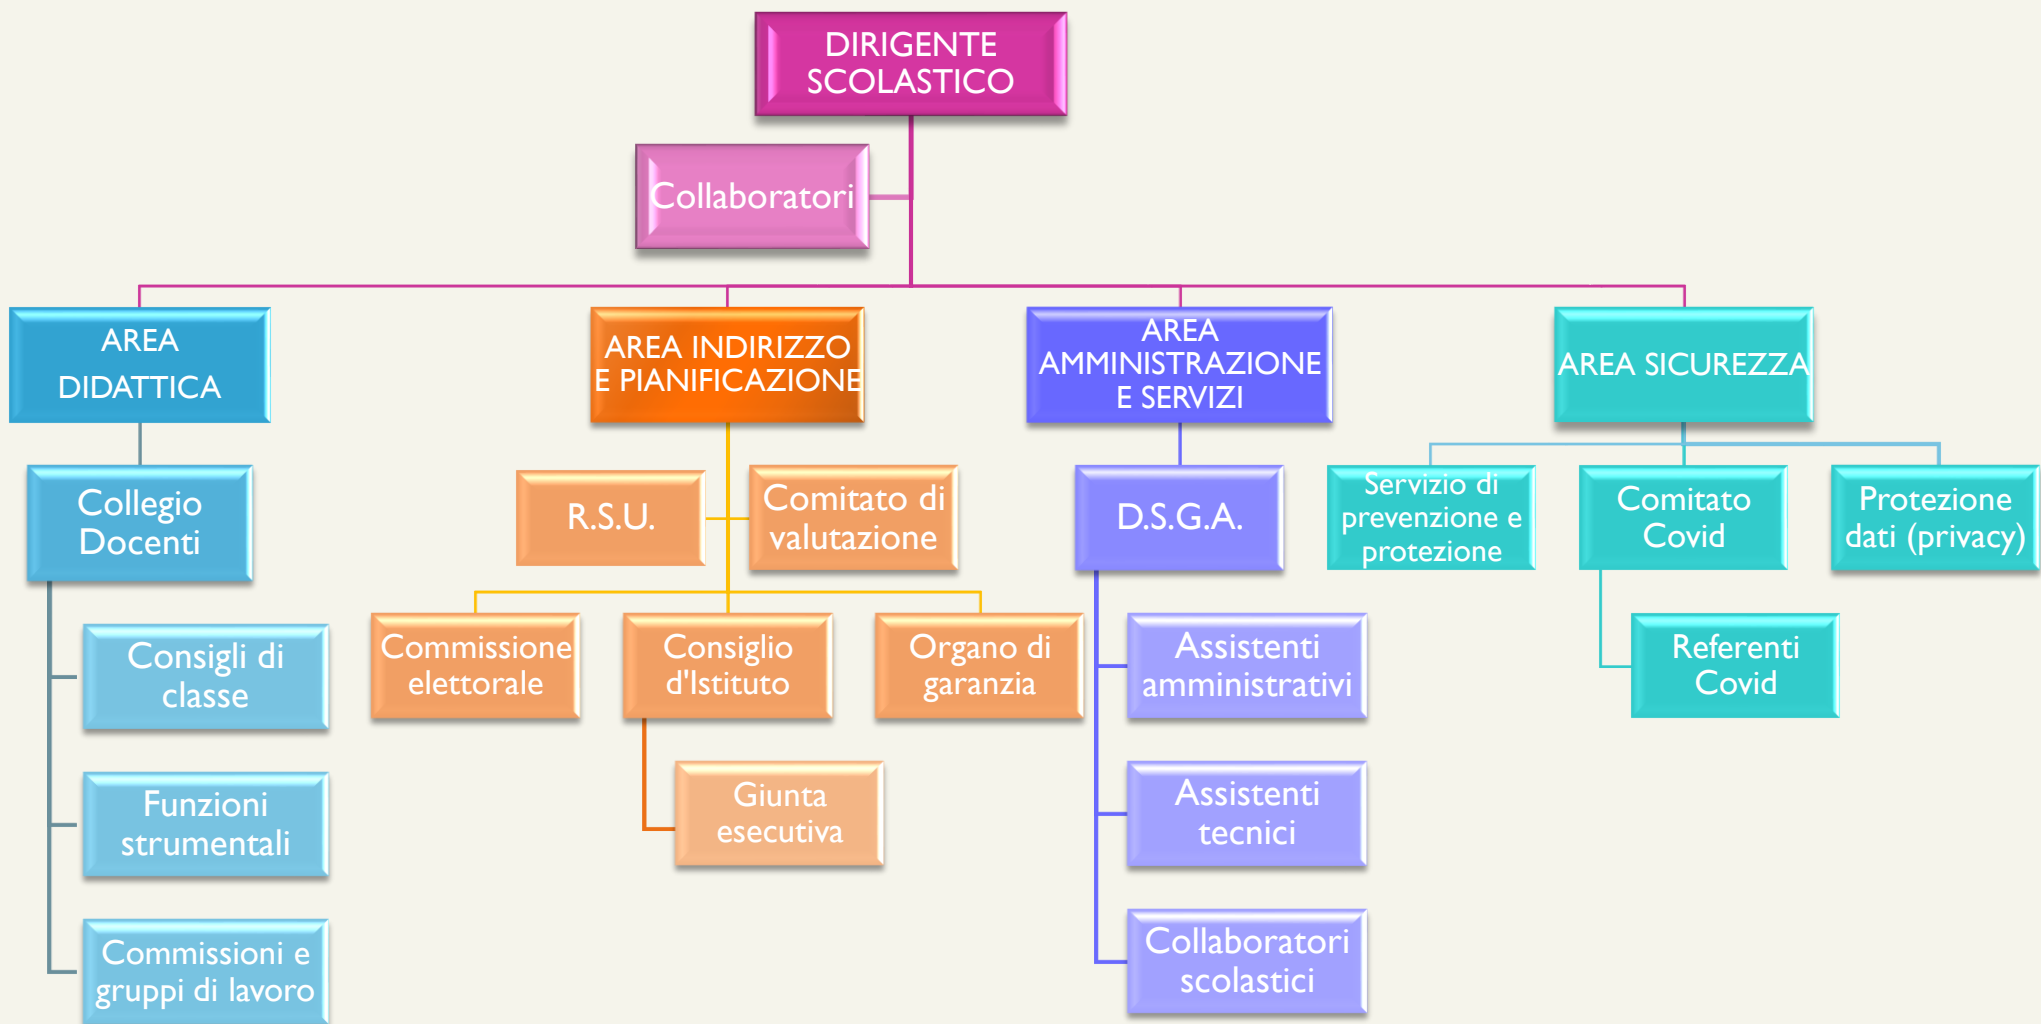 DIRIGENTE
SCOLASTICO
Collaboratori
AREA
DIDATTICA
AREA INDIRIZZO
E PIANIFICAZIONE
AREA
AMMINISTRAZIONE
E SERVIZI
AREA SICUREZZA
Collegio
Docenti
Consigli di
classe
Funzioni
strumentali
Commissioni e
gruppi di lavoro
R.S.U.
Comitato di
valutazione
Commissione
elettorale
Consiglio
d'Istituto
Organo di
garanzia
Giunta
esecutiva
D.S.G.A.
Assistenti
amministrativi
Assistenti
tecnici
Collaboratori
scolastici
Servizio di
prevenzione e
protezione
Comitato
Covid
Protezione
dati (privacy)
Referenti
Covid